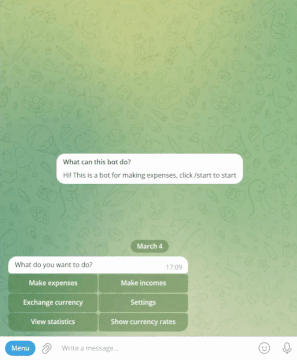 What can this bot do?
Hi! This is a bot for making expenses, click /start to start
March 4
What do you want to do?
17:09
Make expenses
Make incomes
Exchange currency
Settings
View statistics
Show currency rates
Menu
Write a message...